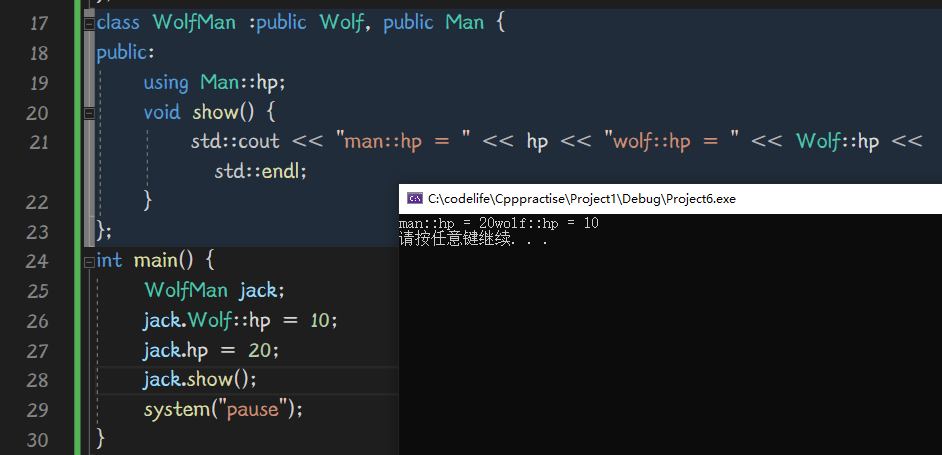 17 class WolfMan :public Wolf, public Man {
18 public:
19 using Man::hp;
20 void show() {
21 std::cout << "man::hp = " << hp << "wolf::hp = " << Wolf::hp <<
std::endl;
22 }
23 };
24 int main() {
25 WolfMan jack;
26 jack.Wolf::hp = 10;
27 jack.hp = 20;
28 jack.show();
29 system("pause");
30 }
C:\codelife\Cpppractise\Project1\Debug\Project6.exe
man::hp = 20wolf::hp = 10
请按任意键继续. . .